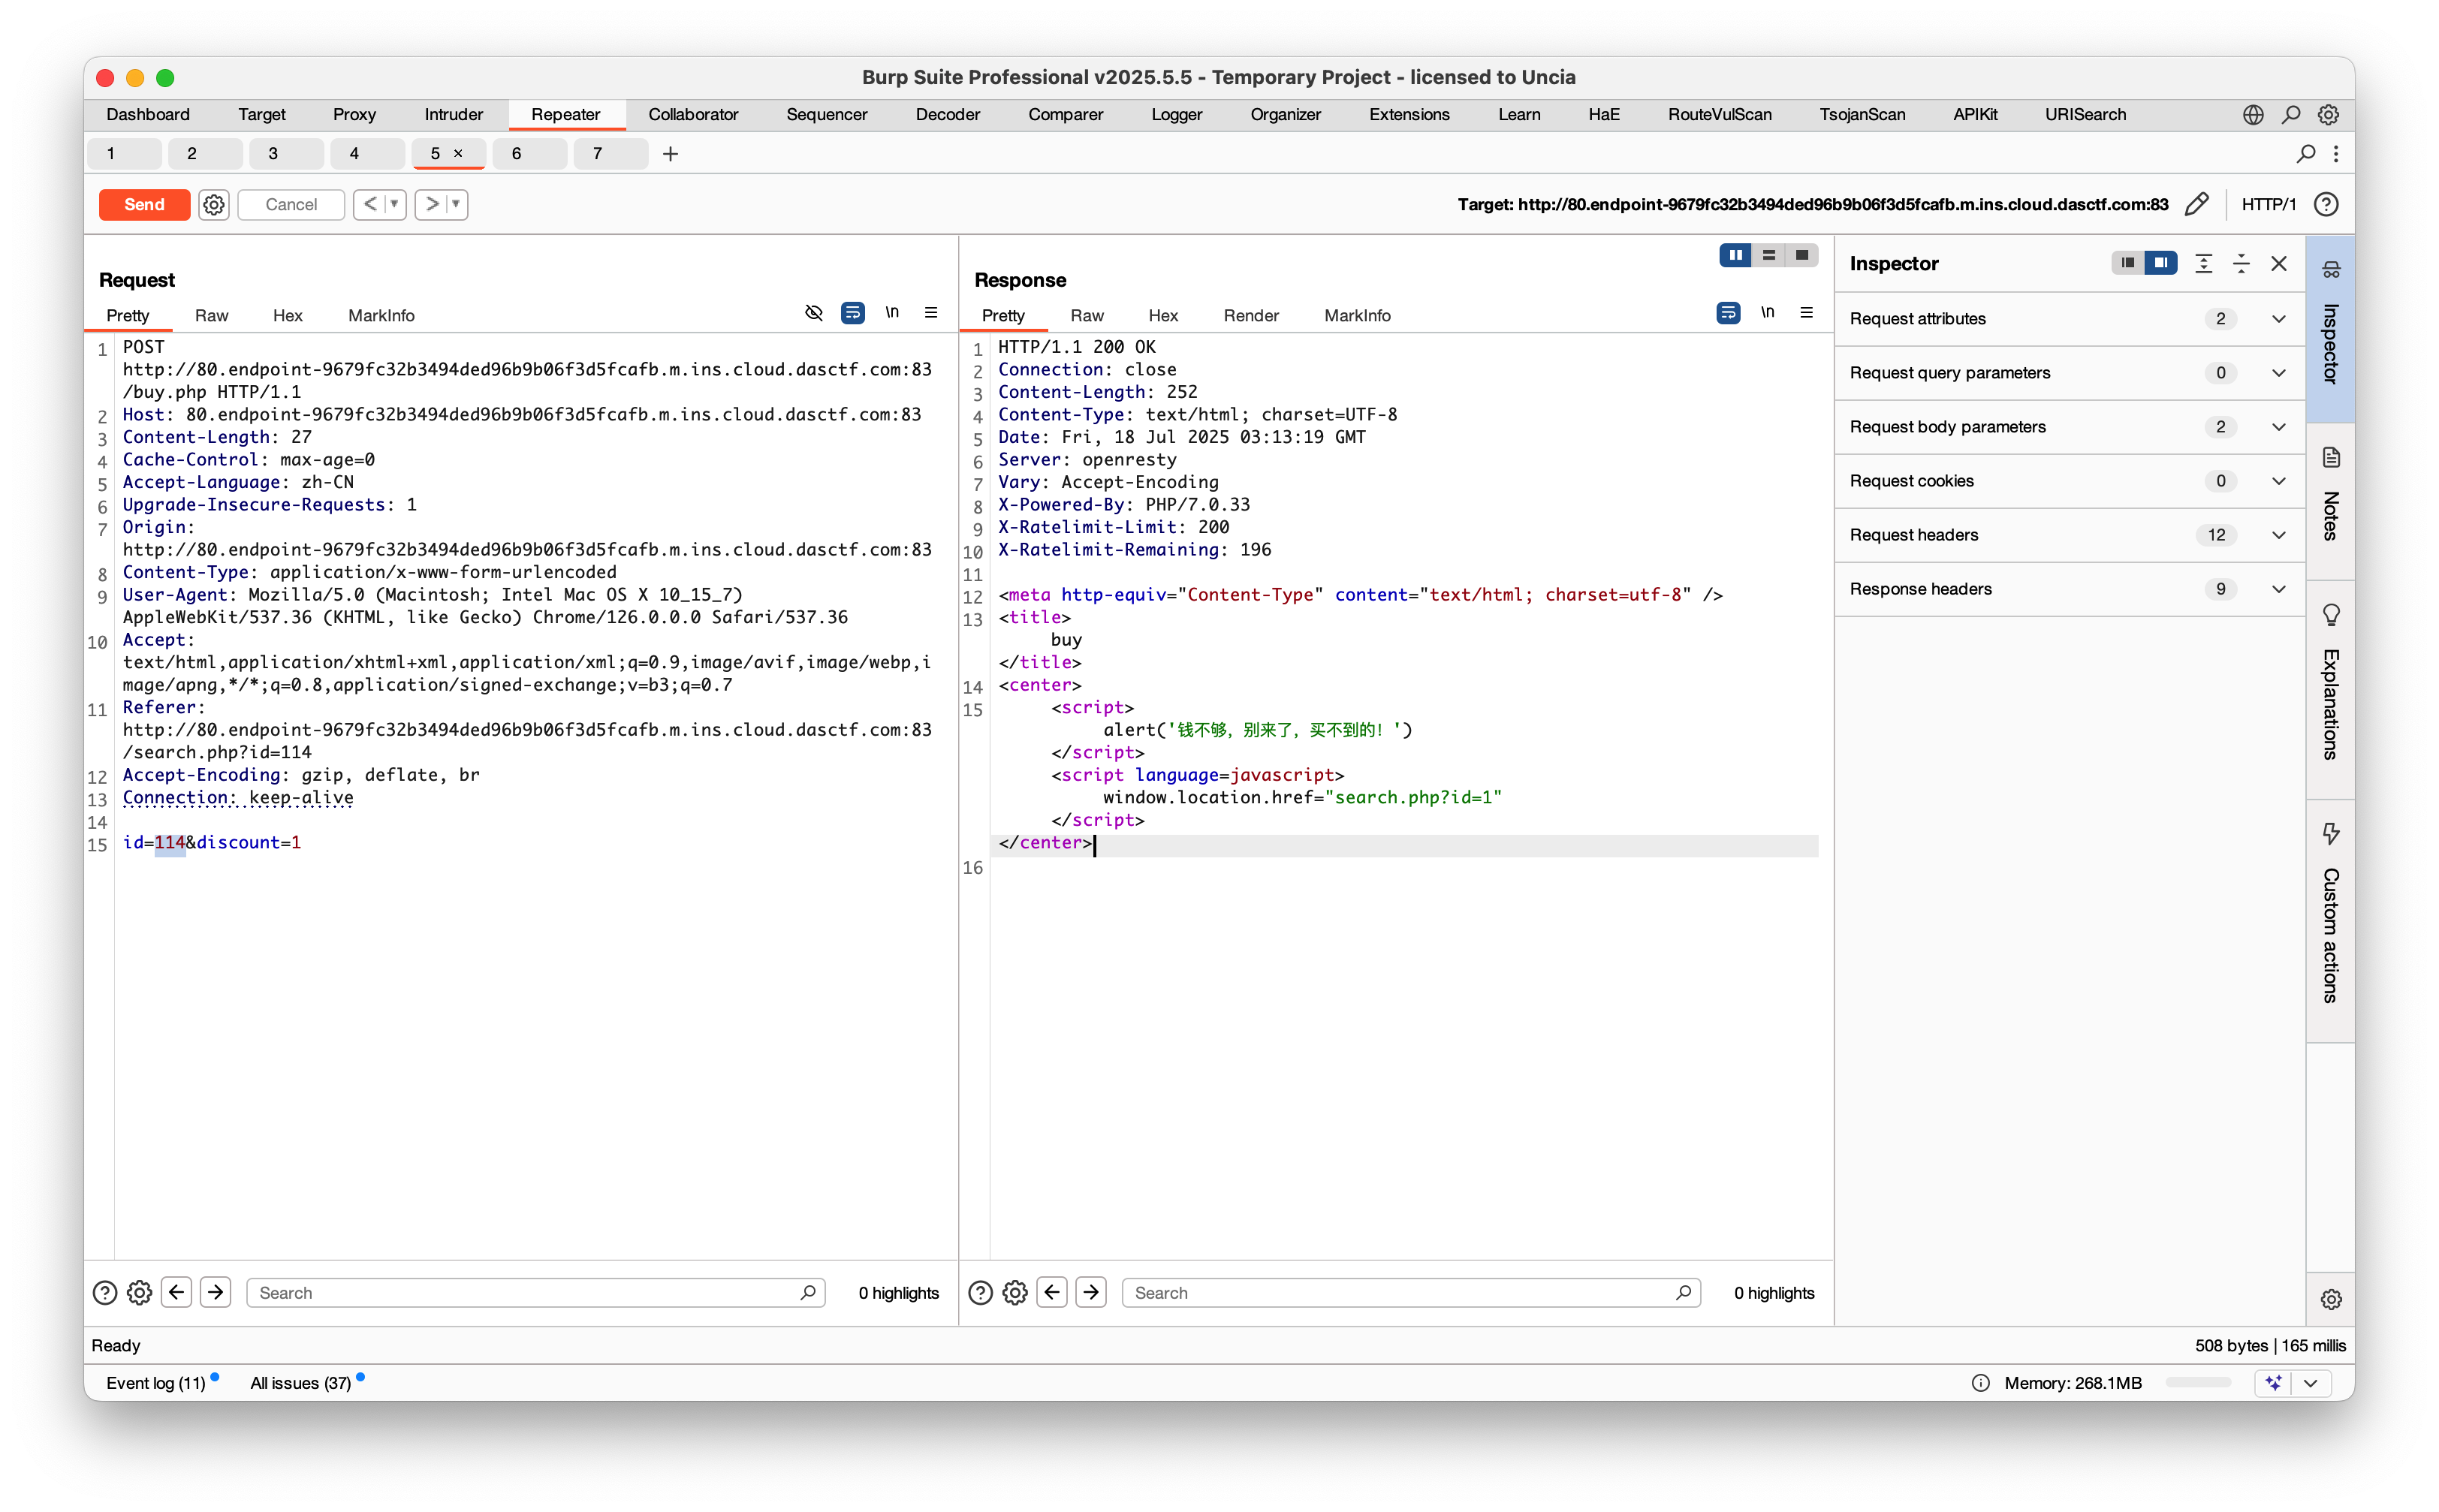 Burp Suite Professional v2025.5.5 - Temporary Project - licensed to Uncia
Dashboard Target Proxy Intruder Repeater Collaborator Sequencer Decoder Comparer Logger Organizer Extensions Learn HaE RouteVulScan TsojanScan APIKit URISearch
1 2 3 4 5 × 6 7 +
Send Cancel < > Target: http://80.endpoint-9679fc32b3494ded96b9b06f3d5fcafb.m.ins.cloud.dasctf.com:83 HTTP/1
Request
Pretty Raw Hex MarkInfo \n
1 POST
http://80.endpoint-9679fc32b3494ded96b9b06f3d5fcafb.m.ins.cloud.dasctf.com:83
/buy.php HTTP/1.1
2 Host: 80.endpoint-9679fc32b3494ded96b9b06f3d5fcafb.m.ins.cloud.dasctf.com:83
3 Content-Length: 27
4 Cache-Control: max-age=0
5 Accept-Language: zh-CN
6 Upgrade-Insecure-Requests: 1
7 Origin:
http://80.endpoint-9679fc32b3494ded96b9b06f3d5fcafb.m.ins.cloud.dasctf.com:83
8 Content-Type: application/x-www-form-urlencoded
9 User-Agent: Mozilla/5.0 (Macintosh; Intel Mac OS X 10_15_7)
AppleWebKit/537.36 (KHTML, like Gecko) Chrome/126.0.0.0 Safari/537.36
10 Accept:
text/html,application/xhtml+xml,application/xml;q=0.9,image/avif,image/webp,i
mage/apng,*/*;q=0.8,application/signed-exchange;v=b3;q=0.7
11 Referer:
http://80.endpoint-9679fc32b3494ded96b9b06f3d5fcafb.m.ins.cloud.dasctf.com:83
/search.php?id=114
12 Accept-Encoding: gzip, deflate, br
13 Connection: keep-alive
14
15 id=114&discount=1
Search 0 highlights
Response
Pretty Raw Hex Render MarkInfo \n
1 HTTP/1.1 200 OK
2 Connection: close
3 Content-Length: 252
4 Content-Type: text/html; charset=UTF-8
5 Date: Fri, 18 Jul 2025 03:13:19 GMT
6 Server: openresty
7 Vary: Accept-Encoding
8 X-Powered-By: PHP/7.0.33
9 X-Ratelimit-Limit: 200
10 X-Ratelimit-Remaining: 196
11
12 <meta http-equiv="Content-Type" content="text/html; charset=utf-8" />
13 <title>
buy
</title>
14 <center>
15 <script>
alert('钱不够，别来了，买不到的！')
</script>
<script language=javascript>
window.location.href="search.php?id=1"
</script>
</center>
16
Search 0 highlights
Inspector
Request attributes 2
Request query parameters 0
Request body parameters 2
Request cookies 0
Request headers 12
Response headers 9
Inspector
Notes
Explanations
Custom actions
Ready 508 bytes | 165 millis
Event log (11) All issues (37) Memory: 268.1MB